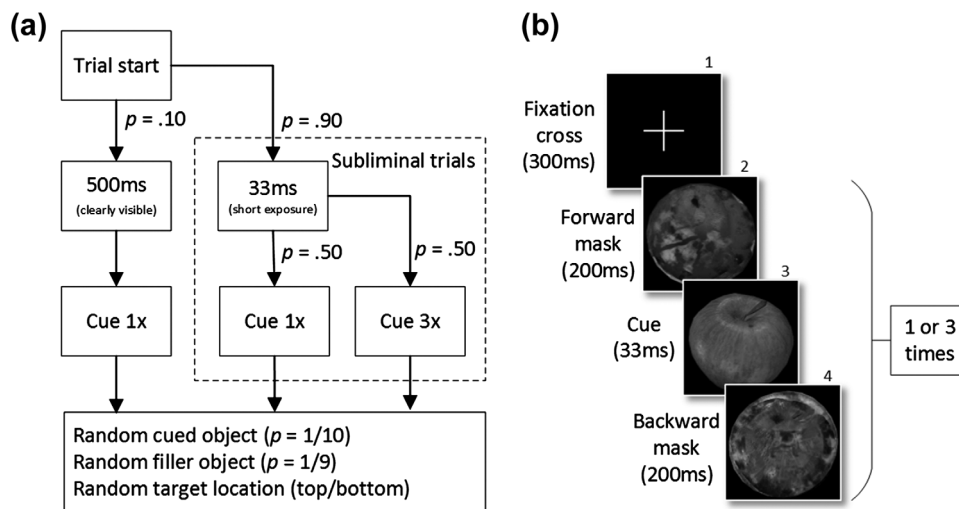 (a)
Trial start
p = .10
p = .90
Subliminal trials
500ms
(clearly visible)
33ms
(short exposure)
p = .50
p = .50
Cue 1x
Cue 1x
Cue 3x
Random cued object (p = 1/10)
Random filler object (p = 1/9)
Random target location (top/bottom)
(b)
1
Fixation
cross
(300ms)
2
Forward
mask
(200ms)
3
Cue
(33ms)
4
Backward
mask
(200ms)
1 or 3
times